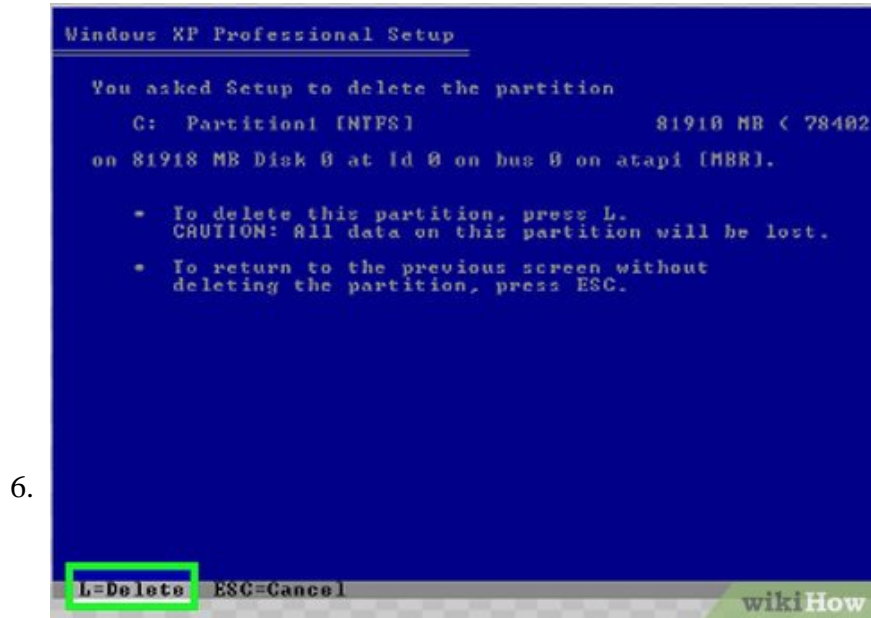 Windows XP Professional Setup
You asked Setup to delete the partition
C: Partition1 [NTFS] 81910 MB < 78402
on 81918 MB Disk 0 at Id 0 on bus 0 on atapi [MBR].
• To delete this partition, press L.
CAUTION: All data on this partition will be lost.
• To return to the previous screen without
deleting the partition, press ESC.
6.
L=Delete ESC=Cancel
wikiHow